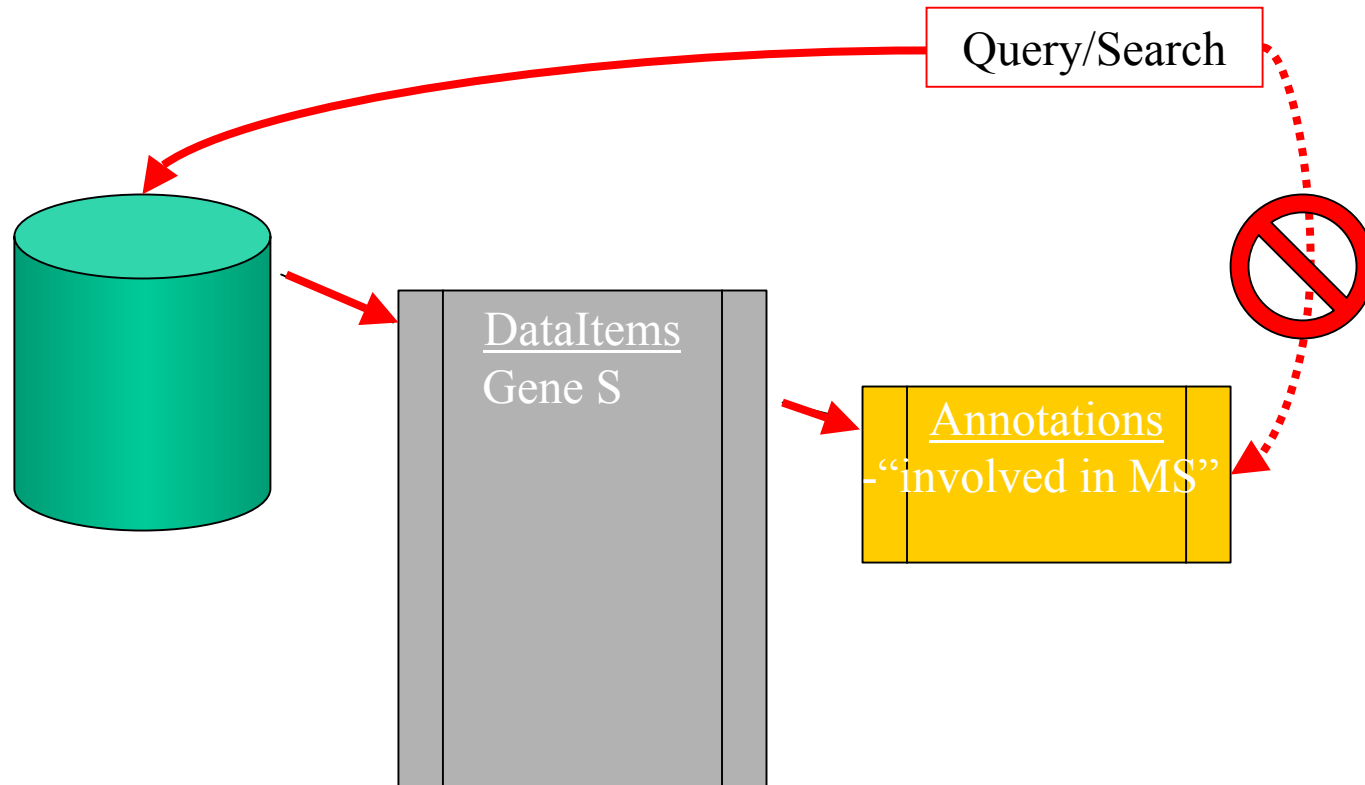 Query/Search
DataItems
Gene S
Annotations
-“involved in MS”